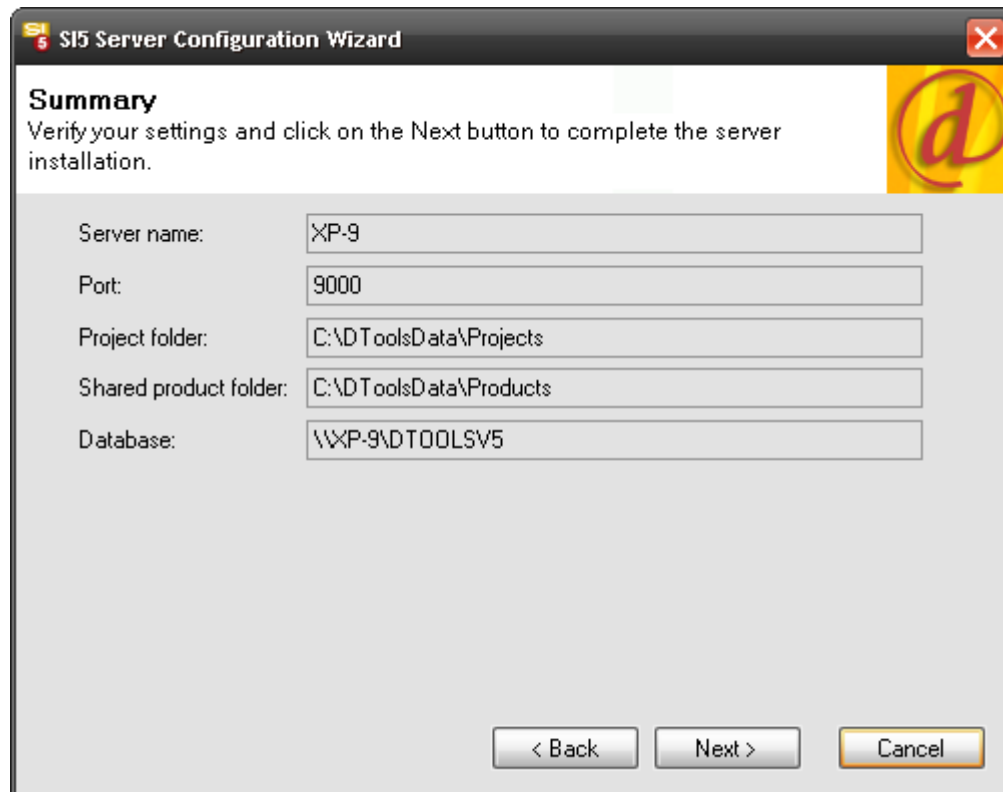 SI5 Server Configuration Wizard
Summary
Verify your settings and click on the Next button to complete the server
installation.
Server name: XP-9
Port: 9000
Project folder: C:\DToolsData\Projects
Shared product folder: C:\DToolsData\Products
Database: \\XP-9\DTOOLSV5
< Back Next > Cancel